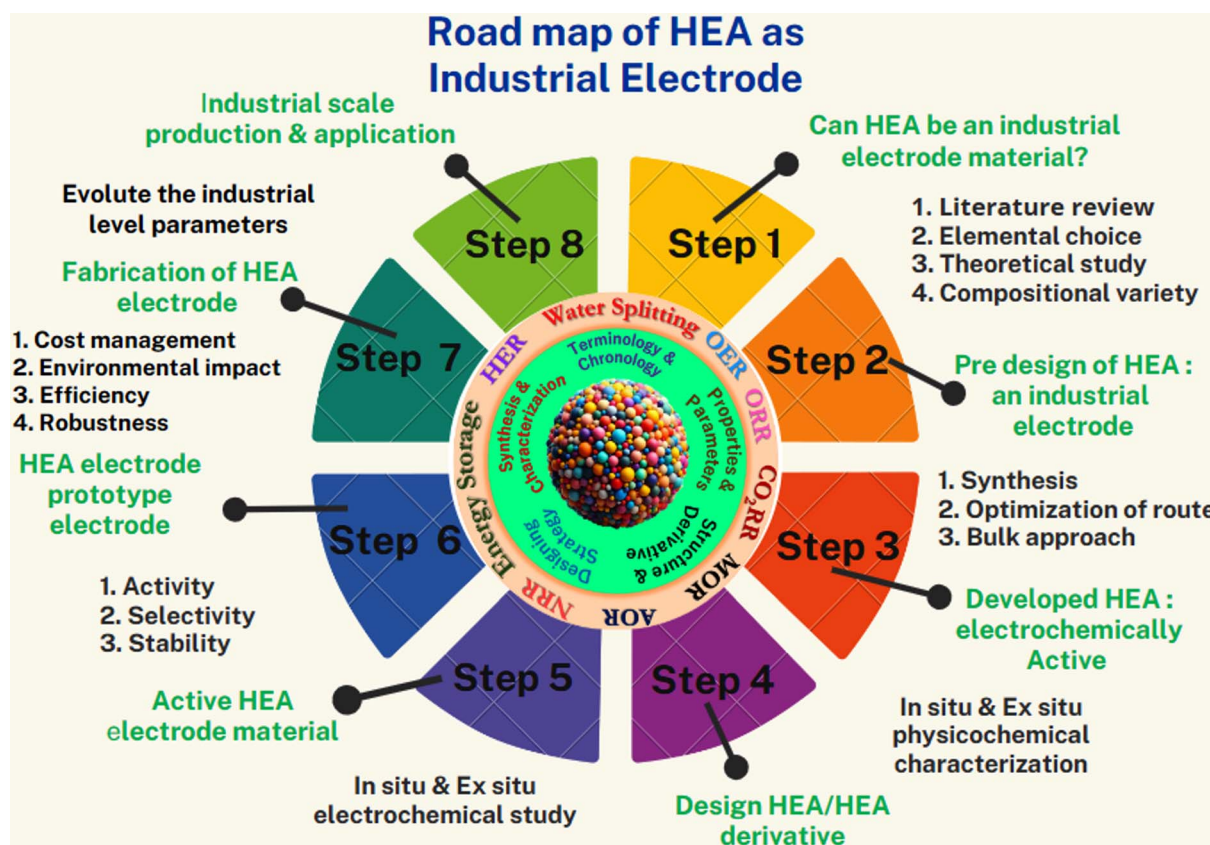 Road map of HEA as
Industrial Electrode
Industrial scale
production & application
Can HEA be an industrial
electrode material?
Evolute the industrial
level parameters
1. Literature review
2. Elemental choice
3. Theoretical study
4. Compositional variety
Step 8
Step 1
Fabrication of HEA
electrode
1. Cost management
2. Environmental impact
3. Efficiency
4. Robustness
Step 7
Step 2
Pre design of HEA :
an industrial
electrode
HEA electrode
prototype
electrode
1. Synthesis
2. Optimization of route
3. Bulk approach
Step 6
Step 3
1. Activity
2. Selectivity
3. Stability
Developed HEA :
electrochemically
Active
Active HEA
electrode material
Step 5
Step 4
In situ & Ex situ
physicochemical
characterization
In situ & Ex situ
electrochemical study
Design HEA/HEA
derivative
Water Splitting
OER
ORR
CO₂RR
MOR
AOR
NRR
Energy Storage
HER
Terminology &
Chronology
Properties &
Parameters
Structure &
Derivative
Designing
Strategy
Synthesis &
Characterization